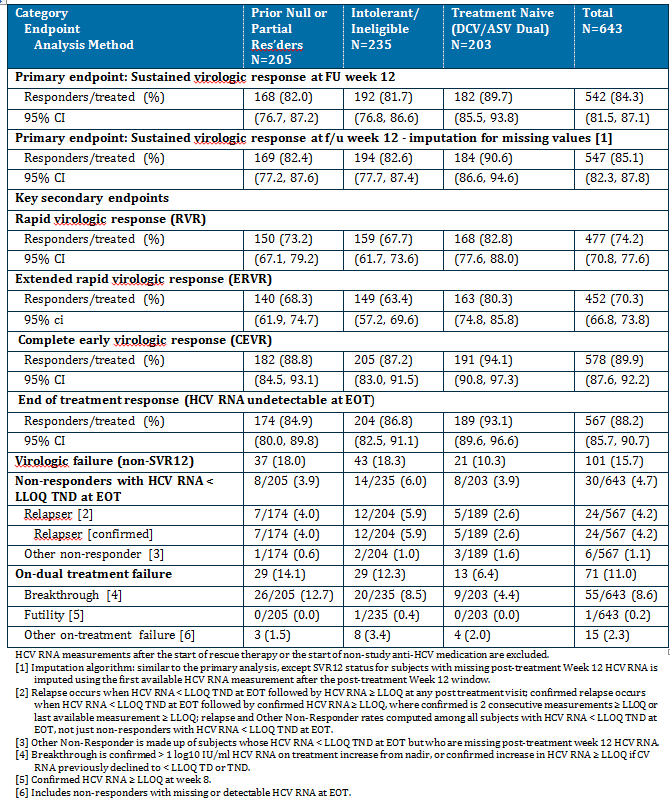 Category Endpoint Analysis Method | Prior Null or Partial Res'ders N=205 | Intolerant/ Ineligible N=235 | Treatment Naive (DCV/ASV Dual) N=203 | Total N=643
Primary endpoint: Sustained virologic response at FU week 12
Responders/treated (%) 168 (82.0) 192 (81.7) 182 (89.7) 542 (84.3)
95% CI (76.7, 87.2) (76.8, 86.6) (85.5, 93.8) (81.5, 87.1)
Primary endpoint: Sustained virologic response at f/u week 12 - imputation for missing values [1]
Responders/treated (%) 169 (82.4) 194 (82.6) 184 (90.6) 547 (85.1)
95% CI (77.2, 87.6) (77.7, 87.4) (86.6, 94.6) (82.3, 87.8)
Key secondary endpoints
Rapid virologic response (RVR)
Responders/treated (%) 150 (73.2) 159 (67.7) 168 (82.8) 477 (74.2)
95% CI (67.1, 79.2) (61.7, 73.6) (77.6, 88.0) (70.8, 77.6)
Extended rapid virologic response (ERVR)
Responders/treated (%) 140 (68.3) 149 (63.4) 163 (80.3) 452 (70.3)
95% ci (61.9, 74.7) (57.2, 69.6) (74.8, 85.8) (66.8, 73.8)
Complete early virologic response (CEVR)
Responders/treated (%) 182 (88.8) 205 (87.2) 191 (94.1) 578 (89.9)
95% CI (84.5, 93.1) (83.0, 91.5) (90.8, 97.3) (87.6, 92.2)
End of treatment response (HCV RNA undetectable at EOT)
Responders/treated (%) 174 (84.9) 204 (86.8) 189 (93.1) 567 (88.2)
95% CI (80.0, 89.8) (82.5, 91.1) (89.6, 96.6) (85.7, 90.7)
Virologic failure (non-SVR12) 37 (18.0) 43 (18.3) 21 (10.3) 101 (15.7)
Non-responders with HCV RNA < 8/205 (3.9) 14/235 (6.0) 8/203 (3.9) 30/643 (4.7)
LLOQ TND at EOT
Relapser [2] 7/174 (4.0) 12/204 (5.9) 5/189 (2.6) 24/567 (4.2)
Relapser [confirmed] 7/174 (4.0) 12/204 (5.9) 5/189 (2.6) 24/567 (4.2)
Other non-responder [3] 1/174 (0.6) 2/204 (1.0) 3/189 (1.6) 6/567 (1.1)
On-dual treatment failure 29 (14.1) 29 (12.3) 13 (6.4) 71 (11.0)
Breakthrough [4] 26/205 (12.7) 20/235 (8.5) 9/203 (4.4) 55/643 (8.6)
Futility [5] 0/205 (0.0) 1/235 (0.4) 0/203 (0.0) 1/643 (0.2)
Other on-treatment failure [6] 3 (1.5) 8 (3.4) 4 (2.0) 15 (2.3)
HCV RNA measurements after the start of rescue therapy or the start of non-study anti-HCV medication are excluded.
[1] Imputation algorithm: similar to the primary analysis, except SVR12 status for subjects with missing post-treatment Week 12 HCV RNA is
imputed using the first available HCV RNA measurement after the post-treatment Week 12 window.
[2] Relapse occurs when HCV RNA < LLOQ TND at EOT followed by HCV RNA ≥ LLOQ at any post treatment visit; confirmed relapse occurs
when HCV RNA < LLOQ TND at EOT followed by confirmed HCV RNA ≥ LLOQ, where confirmed is 2 consecutive measurements ≥ LLOQ or
last available measurement ≥ LLOQ; relapse and Other Non-Responder rates computed among all subjects with HCV RNA < LLOQ TND at
EOT, not just non-responders with HCV RNA < LLOQ TND at EOT.
[3] Other Non-Responder is made up of subjects whose HCV RNA < LLOQ TND at EOT but who are missing post-treatment week 12 HCV RNA.
[4] Breakthrough is confirmed > 1 log10 IU/ml HCV RNA on treatment increase from nadir, or confirmed increase in HCV RNA ≥ LLOQ if CV
RNA previously declined to < LLOQ TD or TND.
[5] Confirmed HCV RNA ≥ LLOQ at week 8.
[6] Includes non-responders with missing or detectable HCV RNA at EOT.